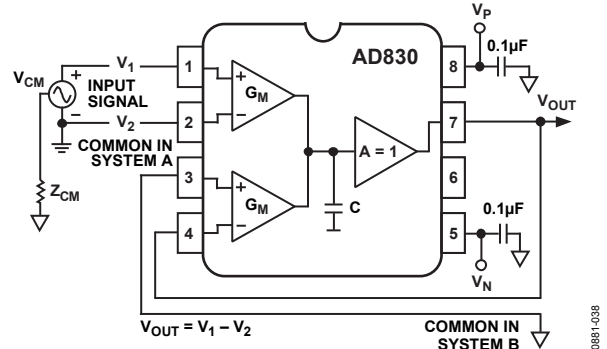 V_P
AD830
0.1µF
V_1
1
8
V_CM
+
INPUT
SIGNAL
+
G_M
−
V_OUT
−
V_2
2
7
COMMON IN
SYSTEM A
A = 1
3
+
6
Z_CM
G_M
C
0.1µF
4
−
5
V_N
V_OUT = V_1 − V_2
COMMON IN
SYSTEM B
0881-038